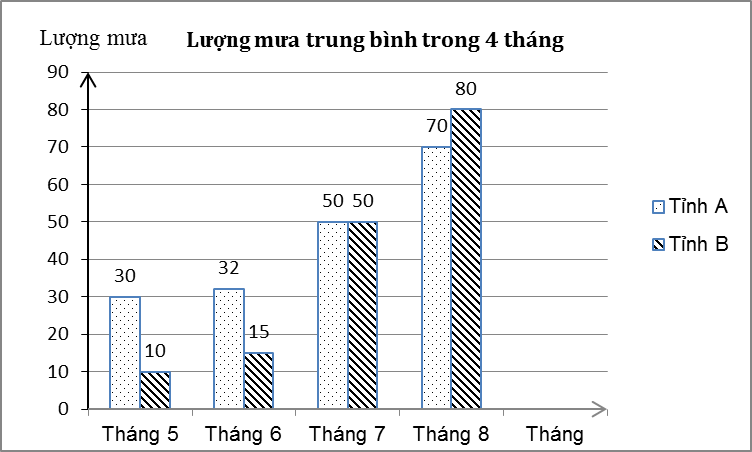 Lượng mưa
Lượng mưa trung bình trong 4 tháng
90
80
70
60
50
40
30
20
10
0
30
10
32
15
50
50
70
80
Tháng 5
Tháng 6
Tháng 7
Tháng 8
Tháng
Tỉnh A
Tỉnh B